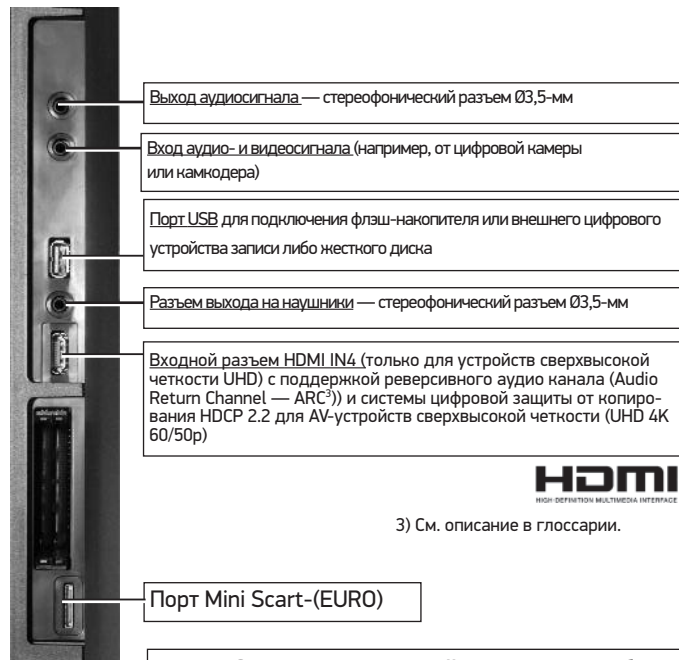 Выход аудиосигнала — стереофонический разъем Ø3,5-мм
Вход аудио- и видеосигнала (например, от цифровой камеры
или камкодера)
Порт USB для подключения флэш-накопителя или внешнего цифрового
устройства записи либо жесткого диска
Разъем выхода на наушники — стереофонический разъем Ø3,5-мм
Входной разъем HDMI IN4 (только для устройств сверхвысокой
четкости UHD) с поддержкой реверсивного аудио канала (Audio
Return Channel — ARC³)) и системы цифровой защиты от копиро-
вания HDCP 2.2 для AV-устройств сверхвысокой четкости (UHD 4K
60/50p)
HDMI
HIGH-DEFINITION MULTIMEDIA INTERFACE
3) См. описание в глоссарии.
Порт Mini Scart-(EURO)